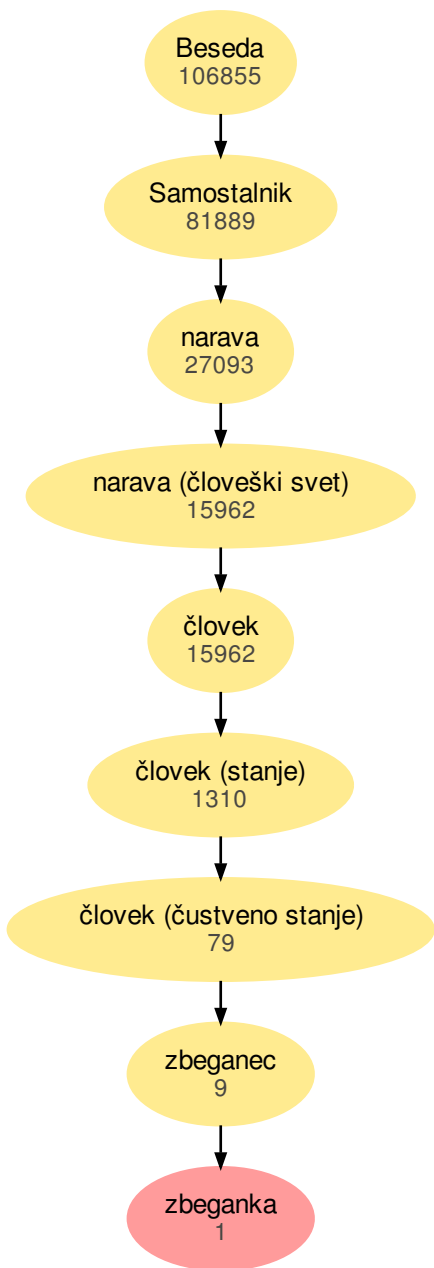 Beseda
106855
Samostalnik
81889
narava
27093
narava (človeški svet)
15962
človek
15962
človek (stanje)
1310
človek (čustveno stanje)
79
zbeganec
9
zbeganka
1